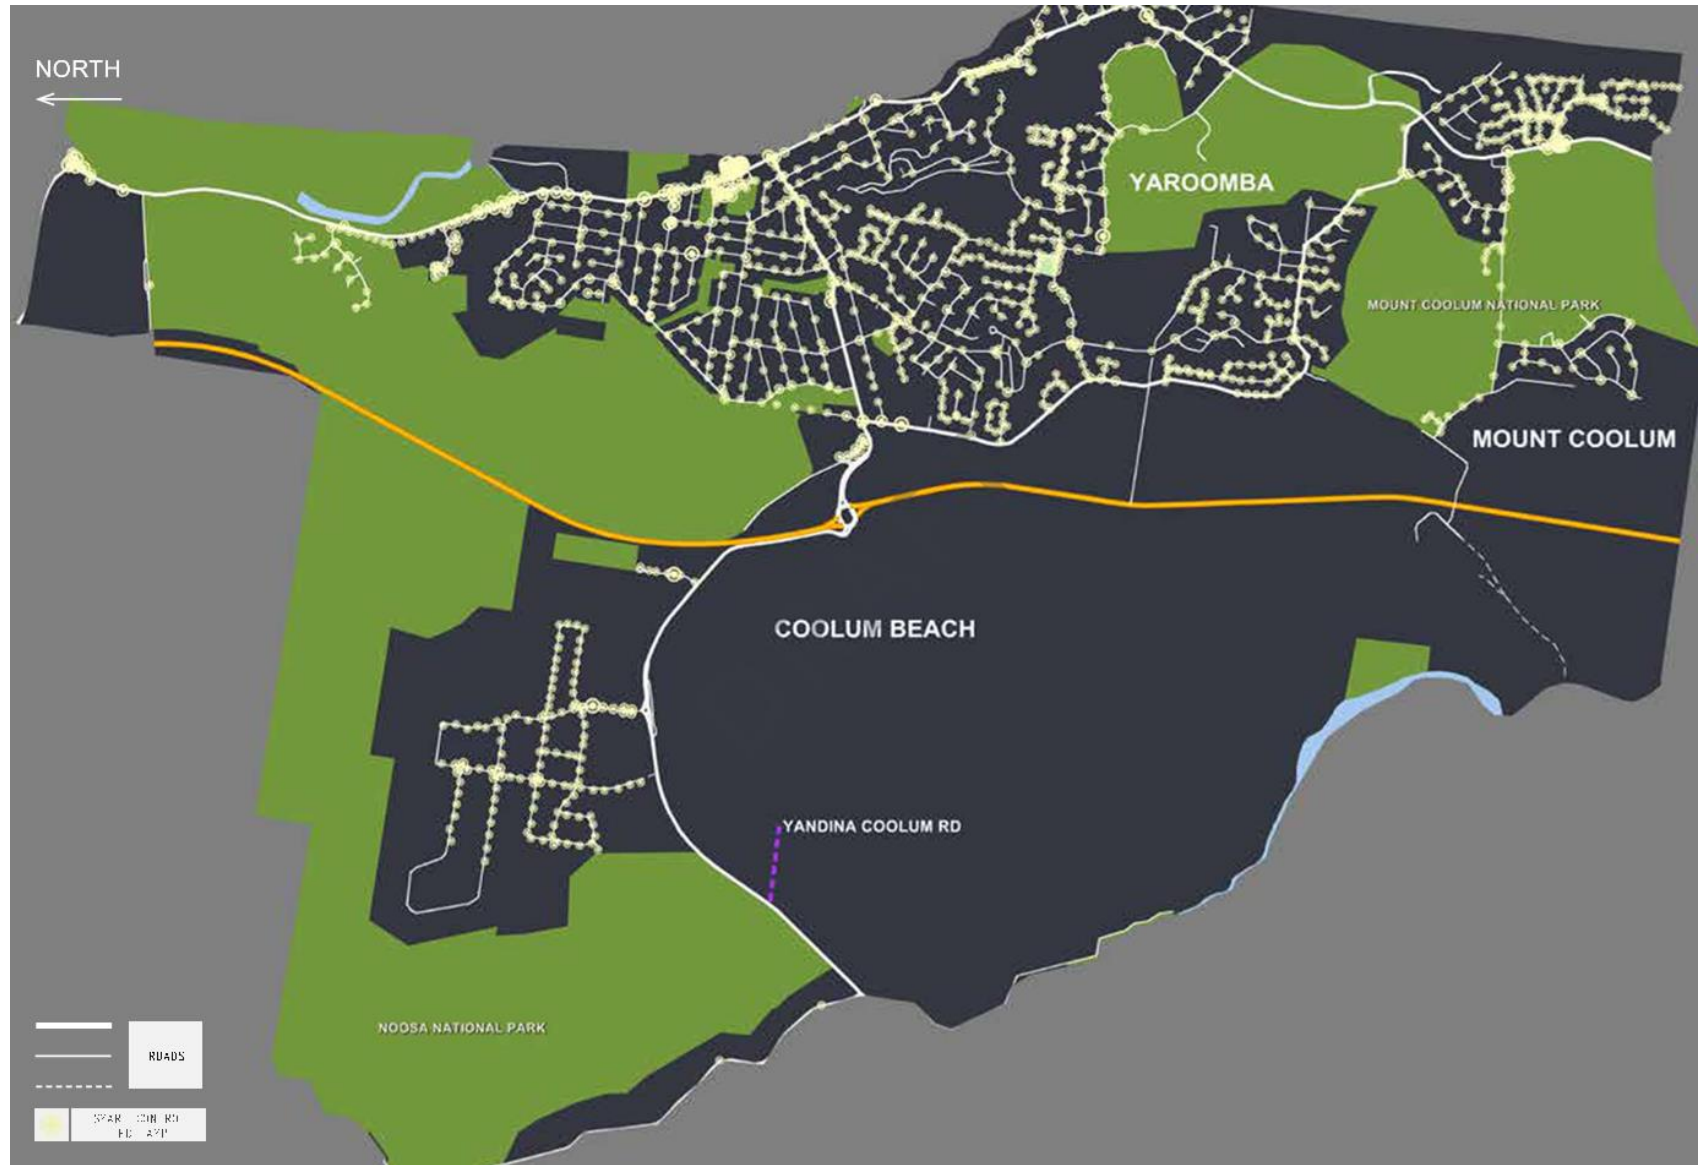 NORTH
YAROOMBA
MOUNT COOLUM NATIONAL PARK
MOUNT COOLUM
COOLUM BEACH
YANDINA COOLUM RD
NOOSA NATIONAL PARK
ROADS